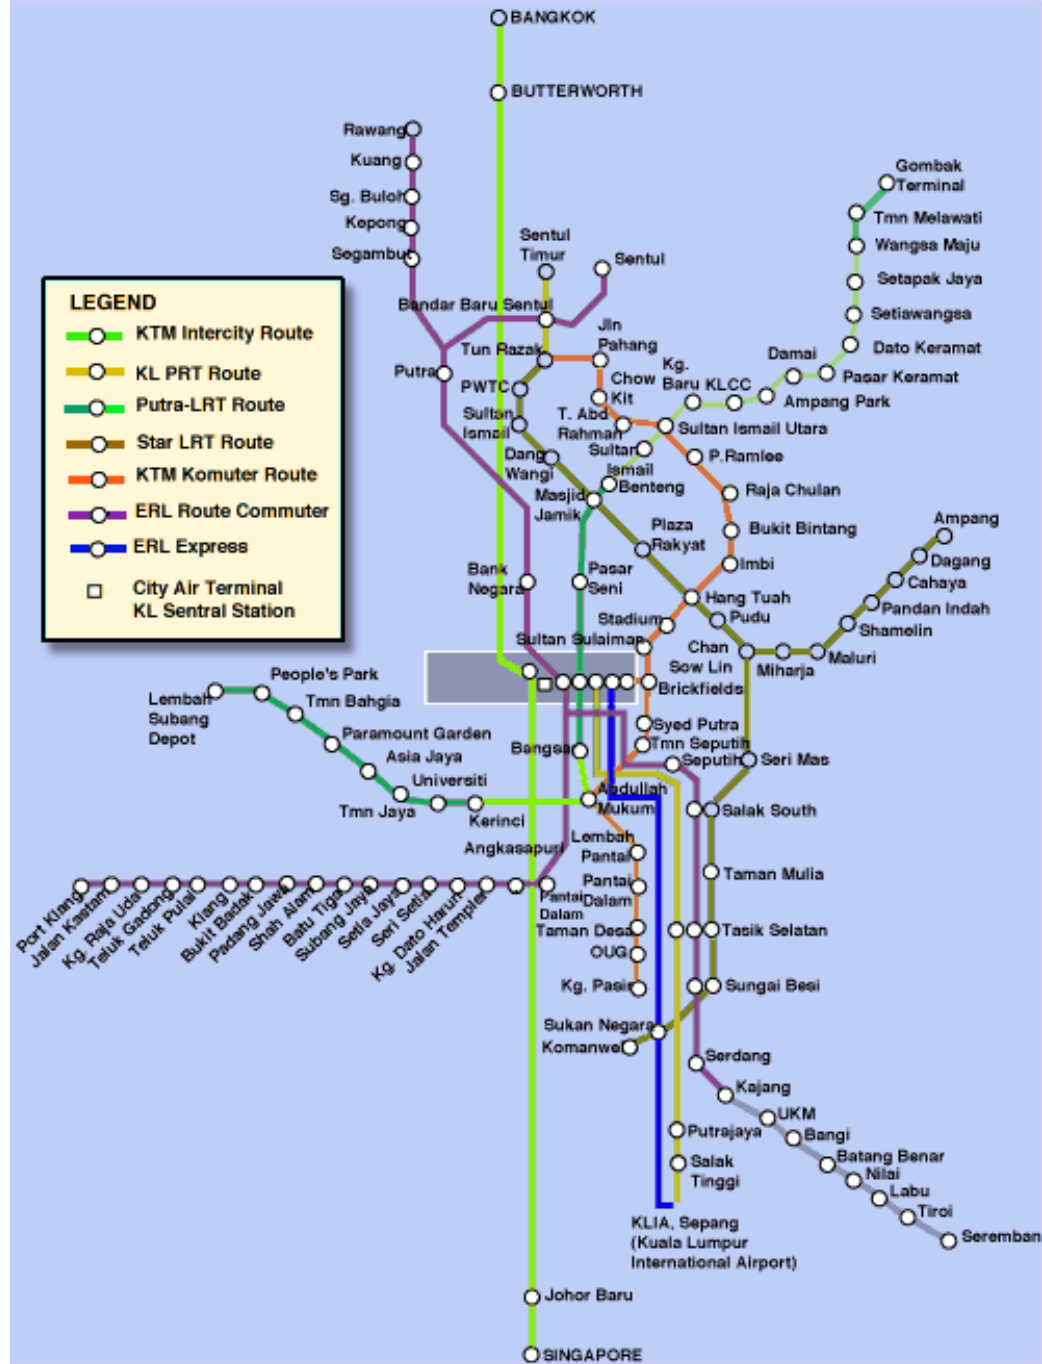 BANGKOK
BUTTERWORTH
Rawang
Kuang
Sg. Buloh
Kepong
Segambut
Gombak
Terminal
Tmn Melawati
Wangsa Maju
Setapak Jaya
Setiawangsa
Dato Keramat
Pasar Keramat
Damai
Ampang Park
KLCC
Kg.
Baru
Sentul
Timur
Sentul
Bandar Baru Sentul
LEGEND
KTM Intercity Route
KL PRT Route
Putra-LRT Route
Star LRT Route
KTM Komuter Route
ERL Route Commuter
ERL Express
City Air Terminal
KL Sentral Station
Putra
Tun Razak
Jln
Pahang
PWTC
Chow
Kit
Sultan
Ismail
T. Abd
Rahman
Sultan Ismail Utara
Dang
Wangi
Sultan
Ismail
P.Ramlee
Benteng
Masjid
Jamik
Raja Chulan
Plaza
Rakyat
Bukit Bintang
Imbi
Ampang
Dagang
Cahaya
Pandan Indah
Shamelin
Maluri
Miharja
Bank
Negara
Pasar
Seni
Hang Tuah
Pudu
Stadium
Chan
Sow Lin
Sultan Sulaiman
Brickfields
People's Park
Lembah
Subang
Depot
Tmn Bahgia
Paramount Garden
Asia Jaya
Universiti
Tmn Jaya
Kerinci
Bangsa
Syed Putra
Tmn Seputih
Seputih
Seri Mas
Abdullah
Mukum
Salak South
Angkasapuri
Lembah
Pantai
Taman Mulia
Port Klang
Jalan Kastam
Kg. Raja Uda
Teluk Gadong
Teluk Pulai
Klang
Bukit Badak
Padang Jawa
Shah Alam
Batu Tiga
Subang Jaya
Setia Jaya
Seri Setia
Kg. Dato Harun
Jalan Templer
Pantai
Dalam
Pantai
Dalam
Taman Desa
Tasik Selatan
OUG
Kg. Pasir
Sungai Besi
Sukan Negara
Komanwel
Serdang
Kajang
UKM
Bangi
Batang Benar
Nilai
Labu
Tiroi
Seremban
Putrajaya
Salak
Tinggi
KLIA, Sepang
(Kuala Lumpur
International Airport)
Johor Baru
SINGAPORE